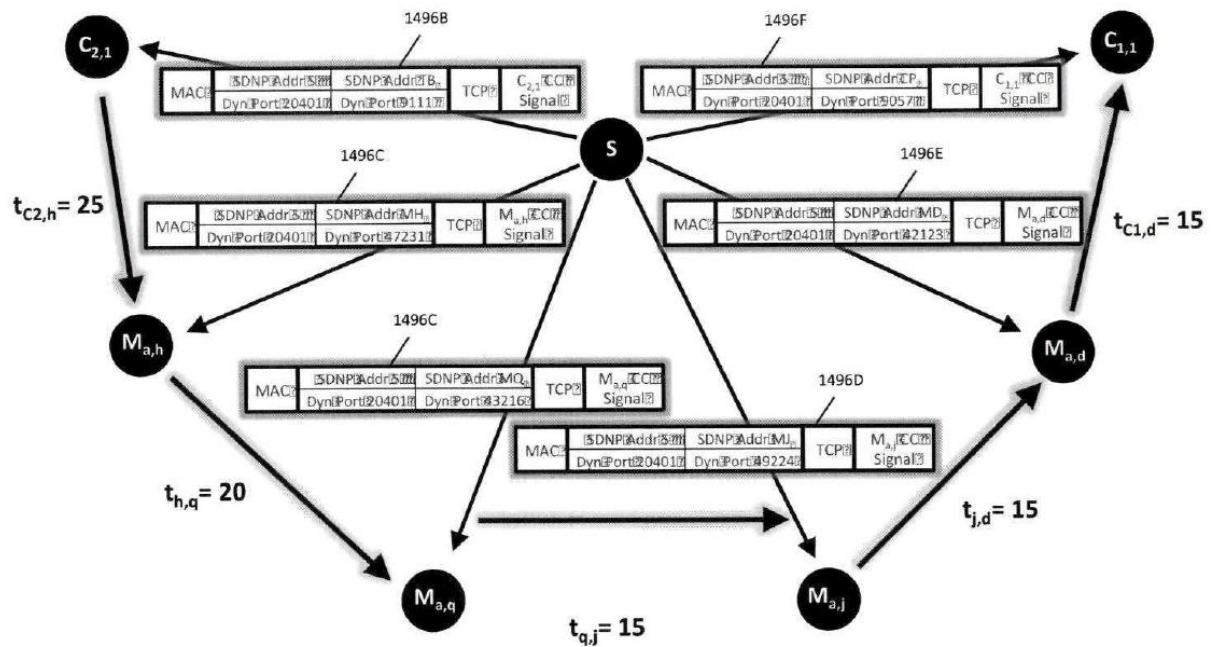 1496B
1496F
C2,1
C1,1
MAC
SDNP Addr S
SDNP Addr B
TCP
C2,1 CC
Dyn Port 20401
Dyn Port 9111
Signal
MAC
SDNP Addr S
SDNP Addr CP
TCP
C1,1 CC
Dyn Port 20401
Dyn Port 9057
Signal
S
1496C
1496E
tC2,h= 25
MAC
SDNP Addr S
SDNP Addr MH
TCP
Ma,h CC
Dyn Port 20401
Dyn Port 47231
Signal
MAC
SDNP Addr S
SDNP Addr MD
TCP
Ma,d CC
Dyn Port 20401
Dyn Port 42123
Signal
tC1,d= 15
Ma,h
1496C
Ma,d
MAC
SDNP Addr S
SDNP Addr MQ
TCP
Ma,q CC
Dyn Port 20401
Dyn Port 43216
Signal
1496D
MAC
SDNP Addr S
SDNP Addr MJ
TCP
Ma,j CC
Dyn Port 20401
Dyn Port 49224
Signal
th,q= 20
tj,d= 15
Ma,q
Ma,j
tq,j= 15